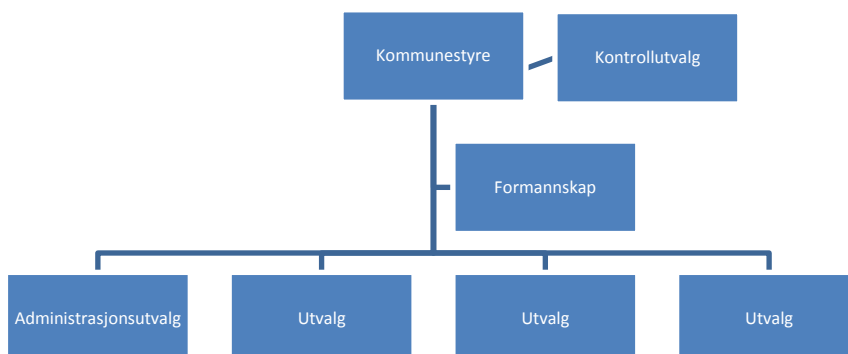 Kommunestyre
Kontrollutvalg
Formannskap
Administrasjonsutvalg
Utvalg
Utvalg
Utvalg